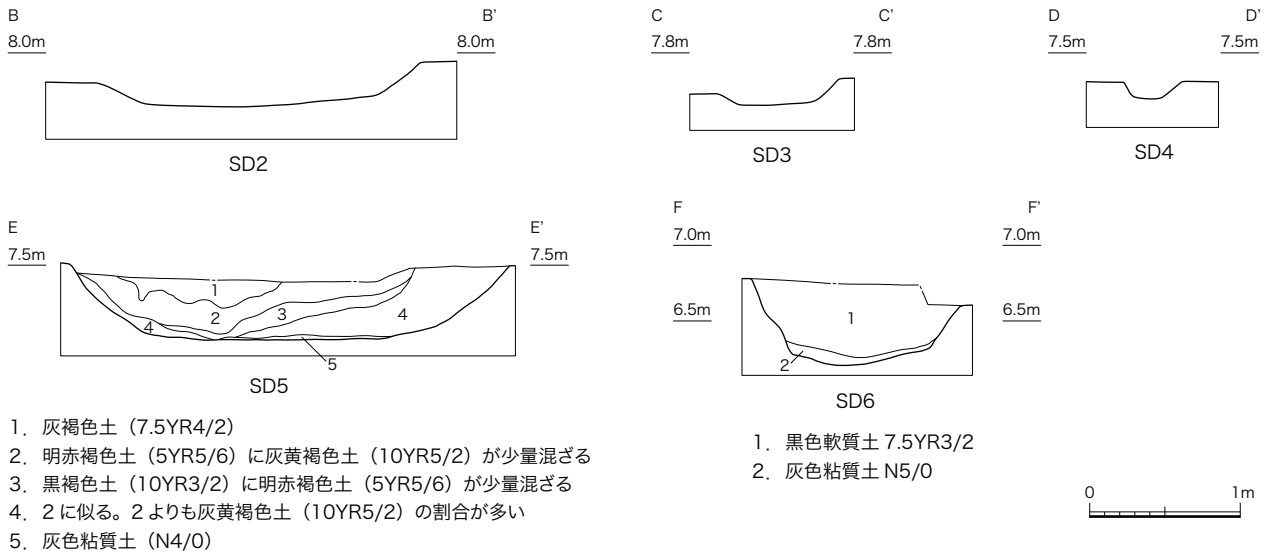 B B’
8.0m 8.0m
SD2
C C’
7.8m 7.8m
SD3
D D’
7.5m 7.5m
SD4
E E’
7.5m 7.5m
1
2
3
4
4
5
SD5
F F’
7.0m 7.0m
6.5m 6.5m
1
2
SD6
1．灰褐色土（7.5YR4/2）
2．明赤褐色土（5YR5/6）に灰黄褐色土（10YR5/2）が少量混ざる
3．黒褐色土（10YR3/2）に明赤褐色土（5YR5/6）が少量混ざる
4．2に似る。2よりも灰黄褐色土（10YR5/2）の割合が多い
5．灰色粘質土（N4/0）
1．黒色軟質土 7.5YR3/2
2．灰色粘質土 N5/0
0 1m